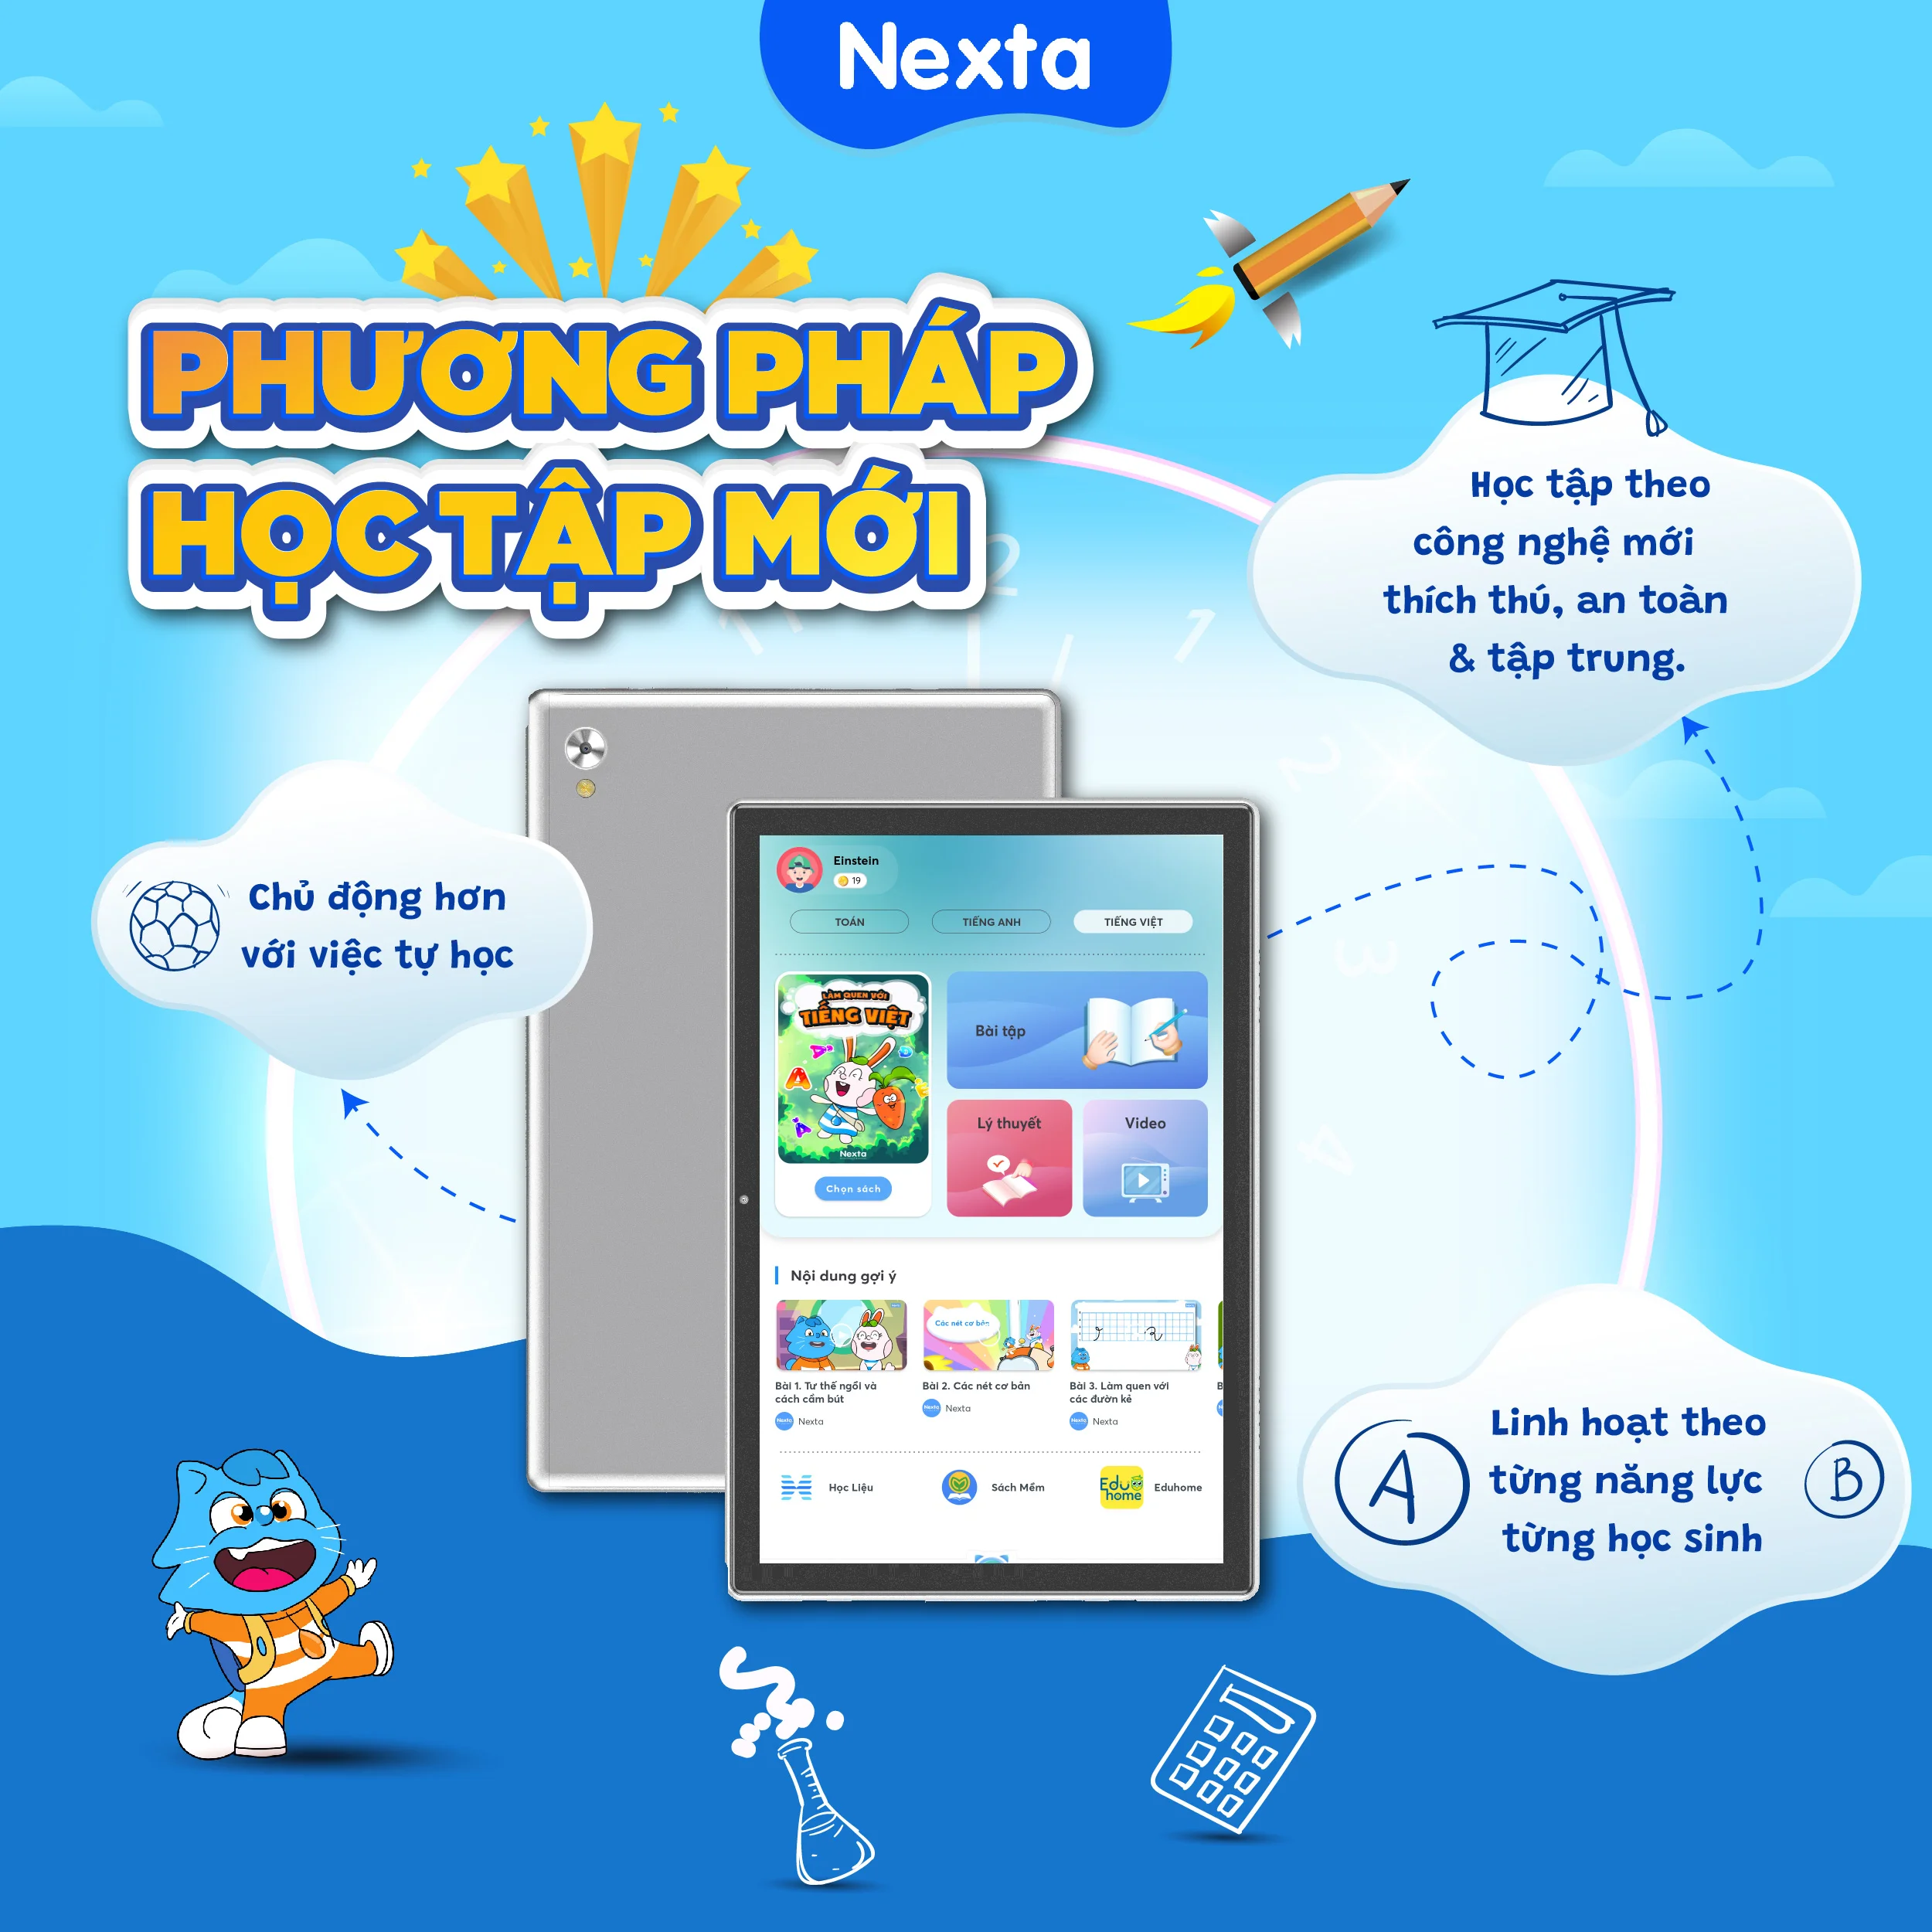 Nexta
PHƯƠNG PHÁP
HỌC TẬP MỚI
Học tập theo
công nghệ mới
thích thú, an toàn
& tập trung.
Chủ động hơn
với việc tự học
Einstein
19
TOÁN
TIẾNG ANH
TIẾNG VIỆT
LÀM QUEN VỚI
TIẾNG VIỆT
Nexta
Chọn sách
Bài tập
Lý thuyết
Video
Nội dung gợi ý
Các nét cơ bản
Bài 1. Tư thế ngồi và
cách cầm bút
Nexta
Nexta
Bài 2. Các nét cơ bản
Nexta
Nexta
Bài 3. Làm quen với
các đườn kẻ
Nexta
Nexta
Học Liệu
Sách Mềm
Edu
home
Eduhome
A
Linh hoạt theo
từng năng lực
từng học sinh
B